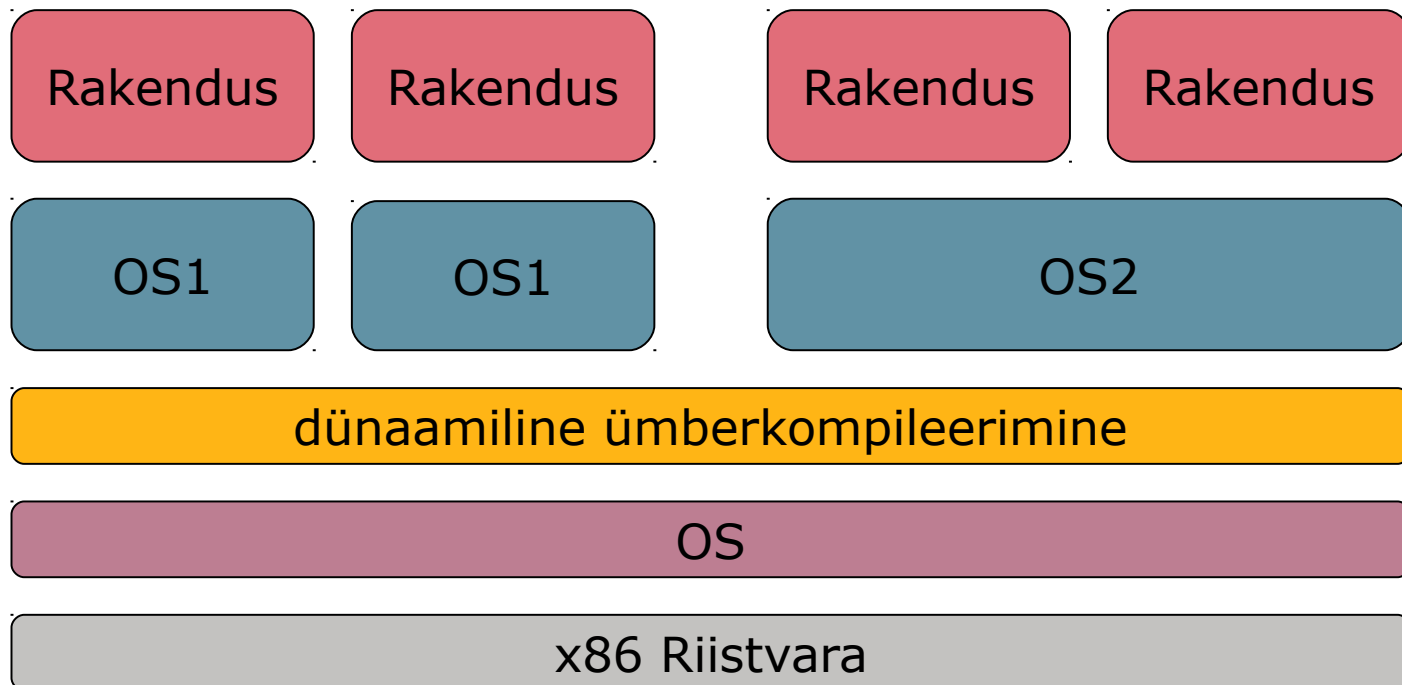 Rakendus Rakendus Rakendus Rakendus
OS1 OS1 OS2
dünaamiline ümberkompileerimine
OS
x86 Riistvara